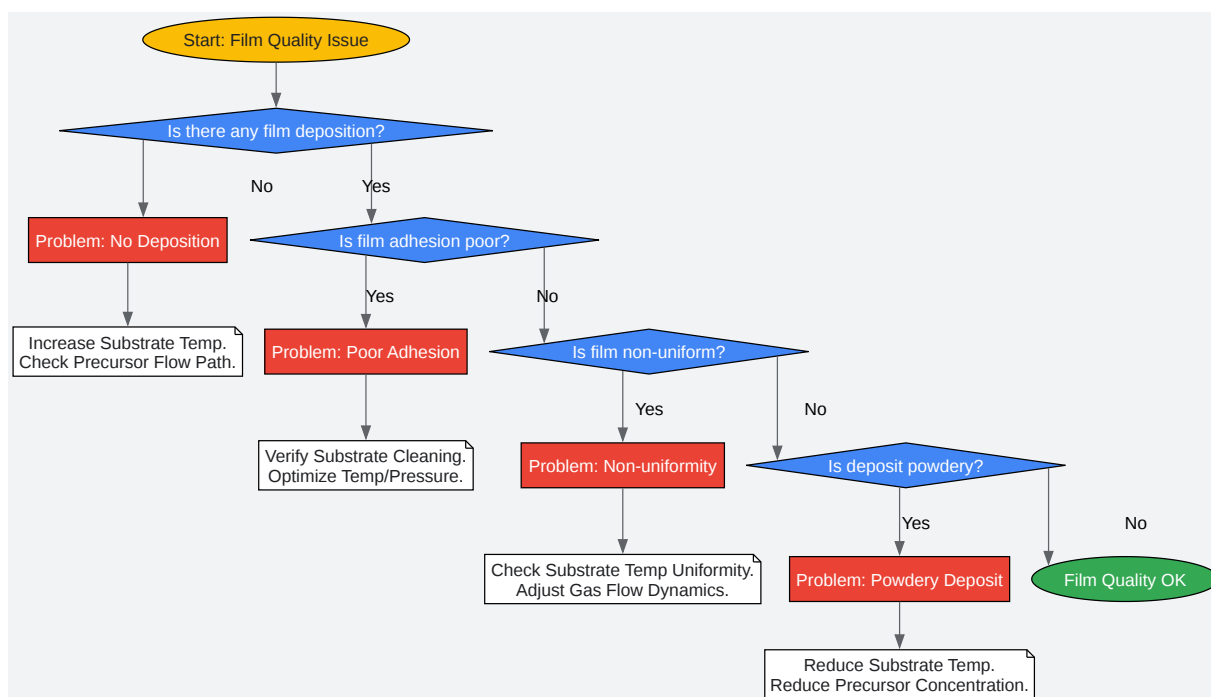 Start: Film Quality Issue
Is there any film deposition?
No
Yes
Problem: No Deposition
Is film adhesion poor?
Yes
No
Increase Substrate Temp.
Check Precursor Flow Path.
Problem: Poor Adhesion
Is film non-uniform?
Yes
No
Verify Substrate Cleaning.
Optimize Temp/Pressure.
Problem: Non-uniformity
Is deposit powdery?
Yes
No
Check Substrate Temp Uniformity.
Adjust Gas Flow Dynamics.
Problem: Powdery Deposit
Film Quality OK
Reduce Substrate Temp.
Reduce Precursor Concentration.